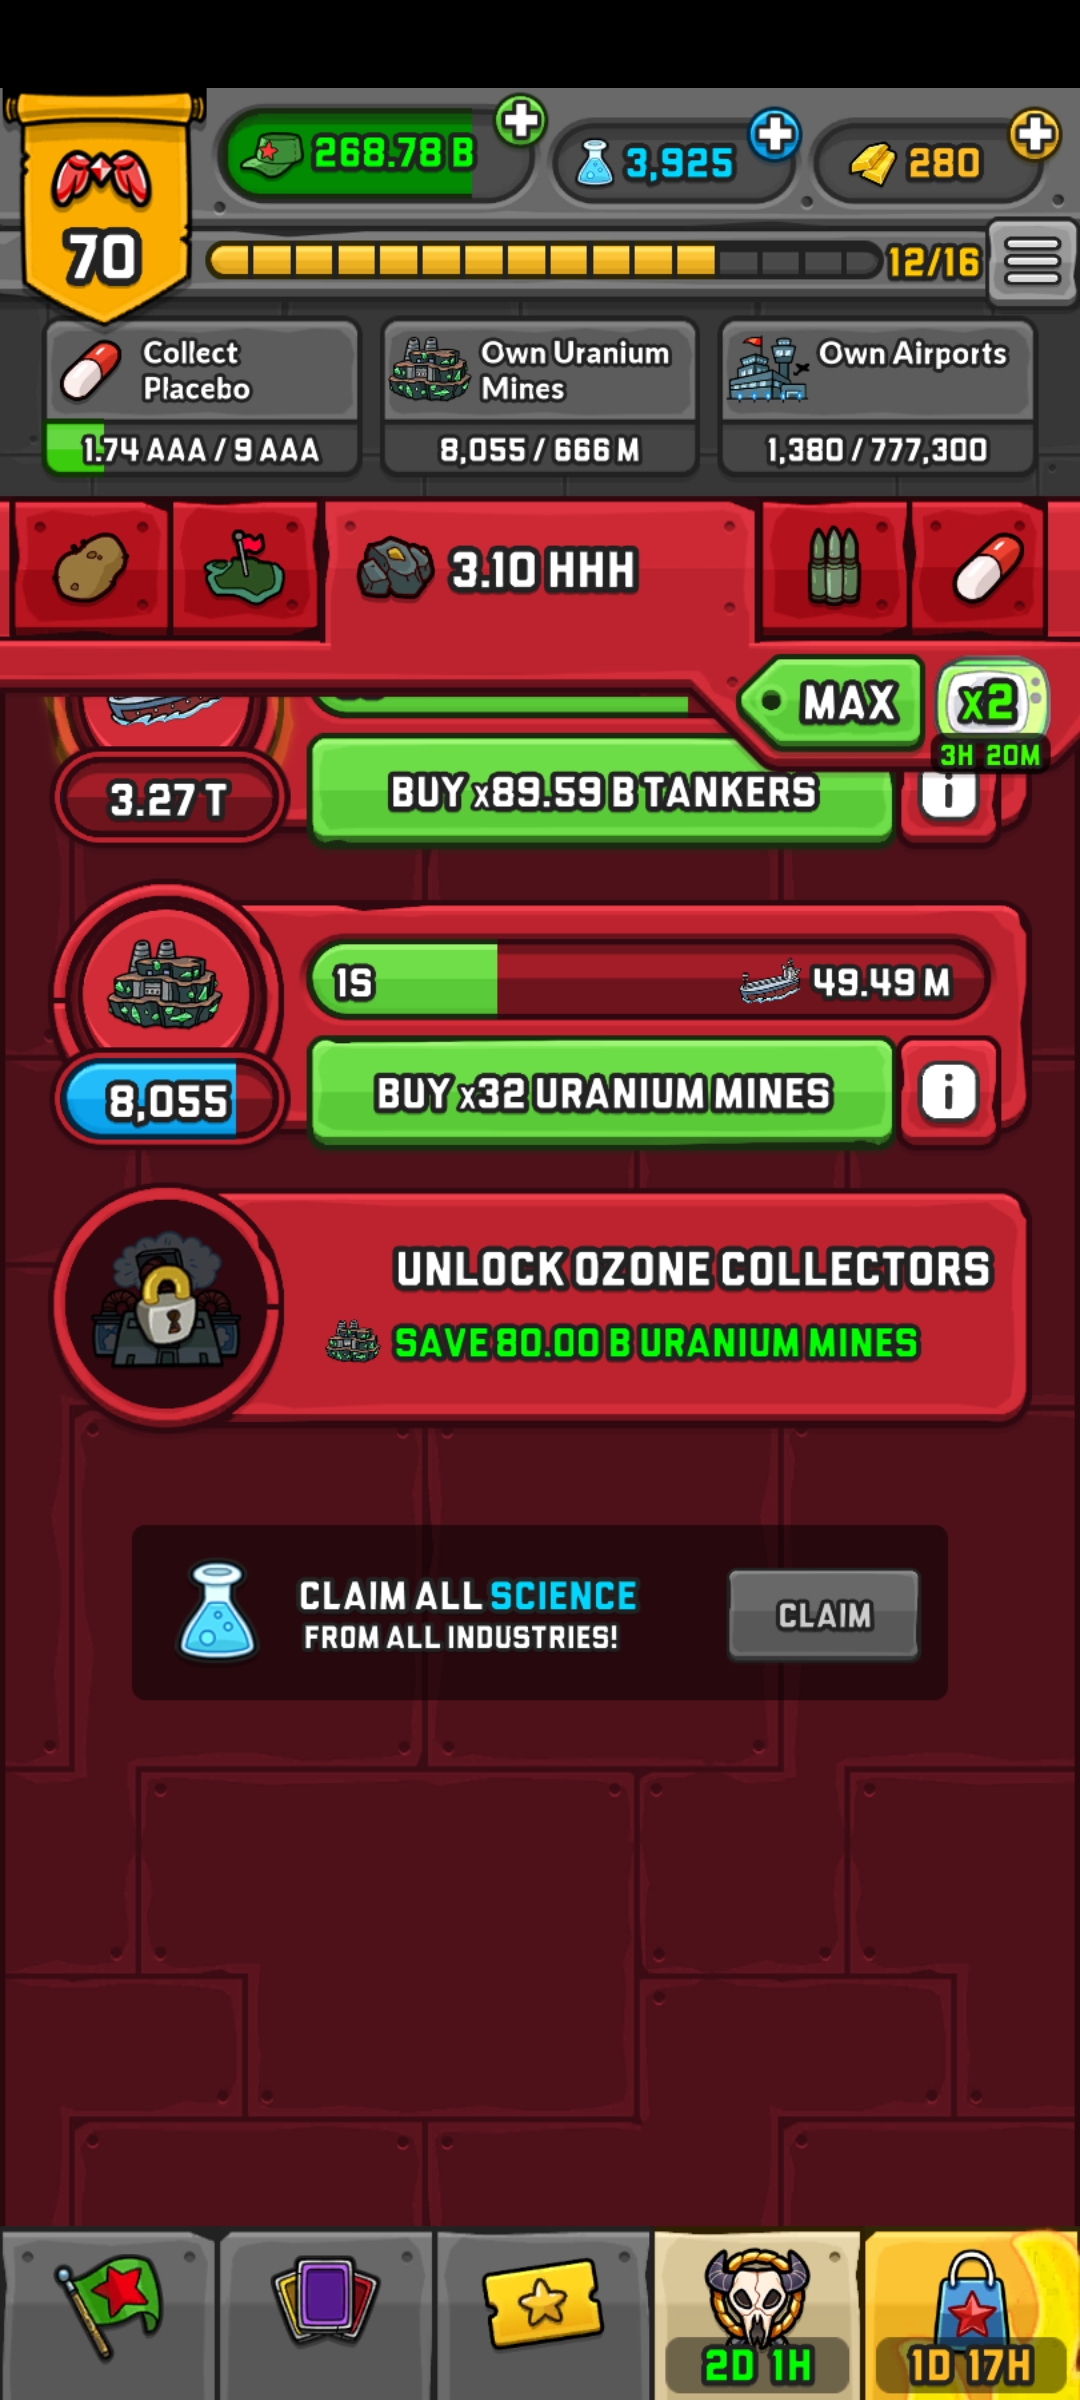 268.78 B
3,925
280
70
12/16
Collect
Placebo
1.74 AAA / 9 AAA
Own Uranium
Mines
8,055 / 666 M
Own Airports
1,380 / 777,300
3.10 HHH
MAX
x2
3H 20M
3.27 T
BUY x89.59 B TANKERS
i
1S
49.49 M
8,055
BUY x32 URANIUM MINES
i
UNLOCK OZONE COLLECTORS
SAVE 80.00 B URANIUM MINES
CLAIM ALL SCIENCE
FROM ALL INDUSTRIES!
CLAIM
2D 1H
1D 17H